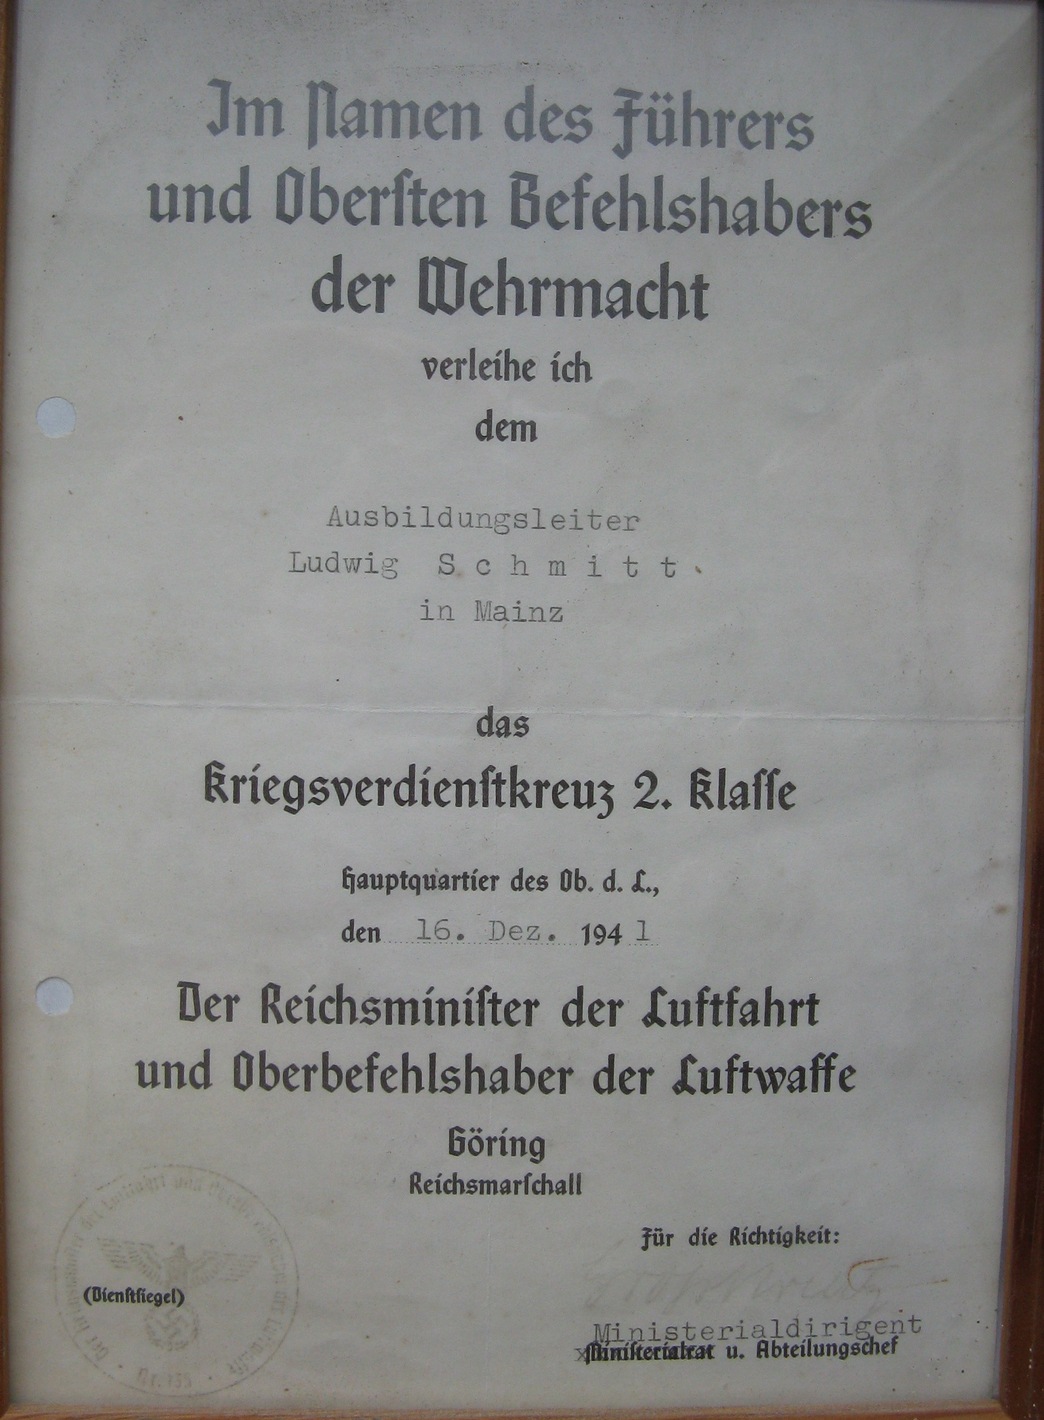 Im Namen des Führers
und Oberſten Befehlshabers
der Wehrmacht
verleihe ich
dem
Ausbildungsleiter
Ludwig S c h m i t t
in Mainz
das
Kriegsverdienſtkreuz 2. Klaſſe
Hauptquartier des Ob. d. L.,
den 16. Dez. 1941
Der Reichsminiſter der Luftfahrt
und Oberbefehlshaber der Luftwaffe
Göring
Reichsmarſchall
Für die Richtigkeit:
(Dienſtſiegel)
Ministerialdirigent
Miniſterialrat u. Abteilungschef